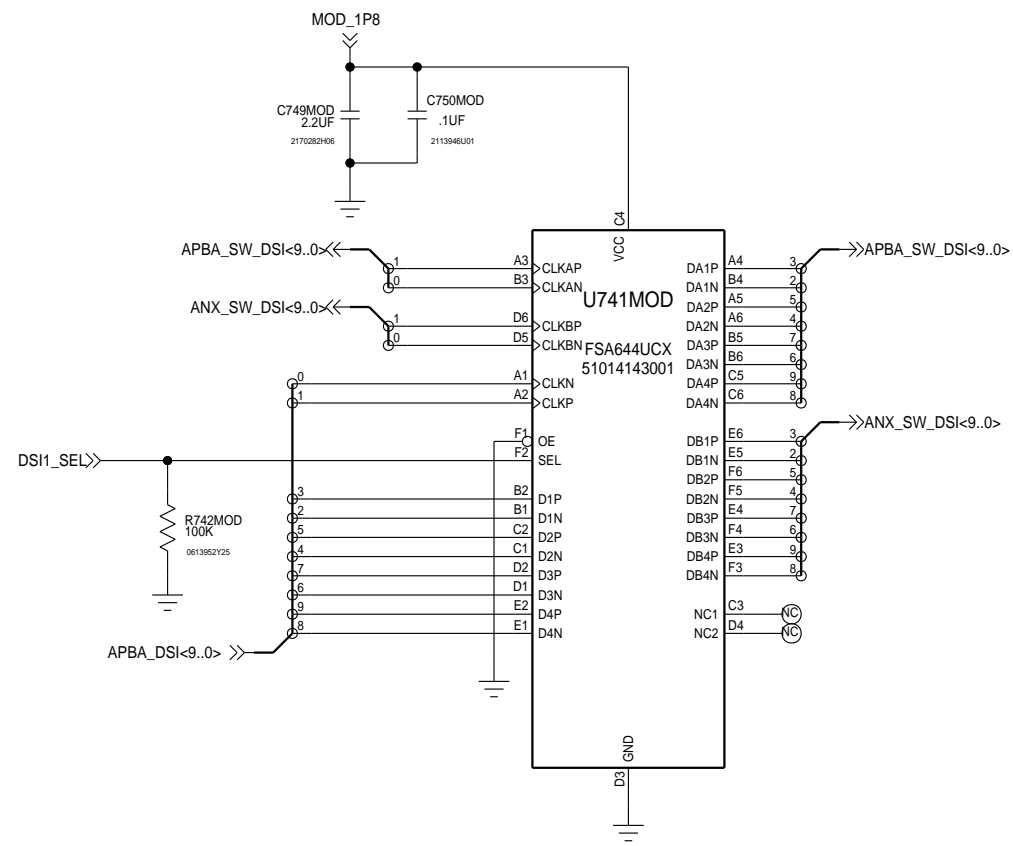 MOD_1P8
C749MOD
2.2UF
2170282H06
C750MOD
.1UF
2113946U01
C4
VCC
APBA_SW_DSI<9..0>
1 A3 CLKAP
0 B3 CLKAN
ANX_SW_DSI<9..0>
1 D6 CLKBP
0 D5 CLKBN
0 A1 CLKN
1 A2 CLKP
F1 OE
DSI1_SEL
F2 SEL
R742MOD
100K
0613952Y25
3 B2 D1P
2 B1 D1N
5 C2 D2P
4 C1 D2N
7 D2 D3P
6 D1 D3N
9 E2 D4P
8 E1 D4N
APBA_DSI<9..0>
U741MOD
FSA644UCX
51014143001
APBA_SW_DSI<9..0>
DA1P A4 3
DA1N B4 2
DA2P A5 5
DA2N A6 4
DA3P B5 7
DA3N B6 6
DA4P C5 9
DA4N C6 8
ANX_SW_DSI<9..0>
DB1P E6 3
DB1N E5 2
DB2P F6 5
DB2N F5 4
DB3P E4 7
DB3N F4 6
DB4P E3 9
DB4N F3 8
NC1 C3 NC
NC2 D4 NC
GND
D3